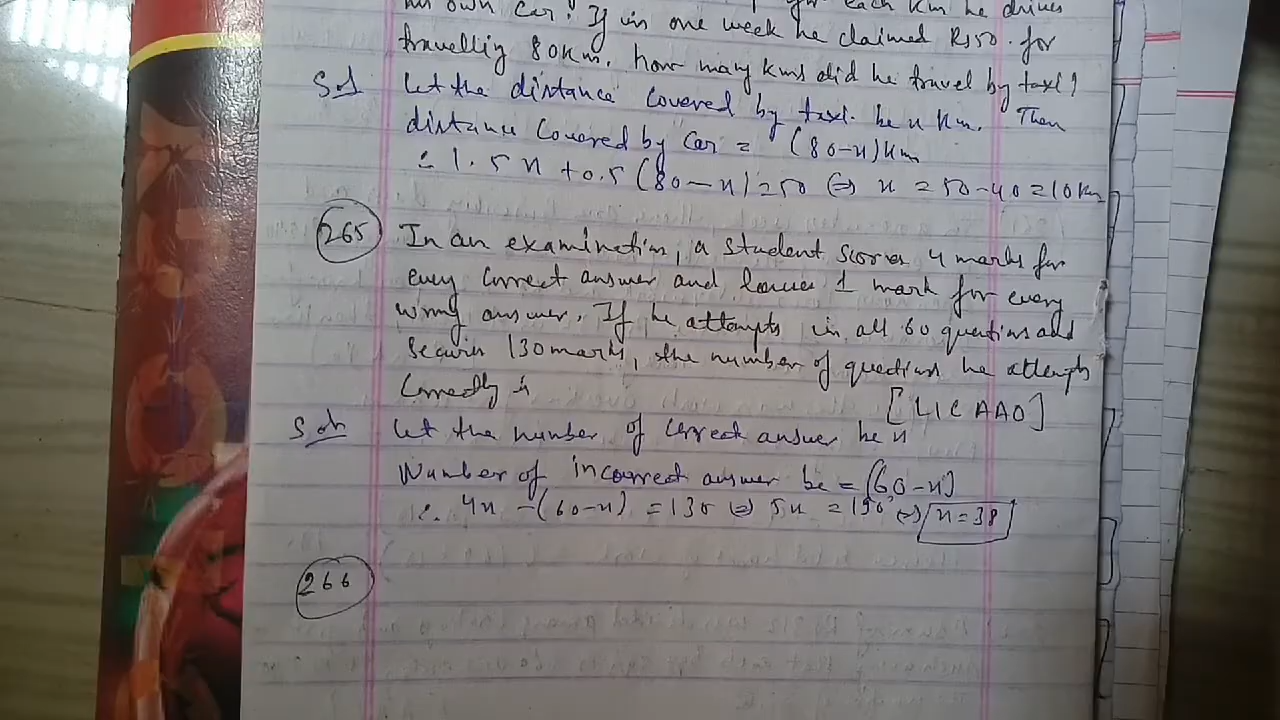 own Car? If in one week he claimed Rs 50. for
travelling 80Km. how many kms did he travel by taxi?
Sol let the distance covered by taxi. be x Km. Then
distance Covered by Car = (80-x)Km
∴ 1.5x + 0.5(80-x)=50 ⇔ x = 50-40=10Km
265 In an examination, a student scores 4 marks for
every correct answer and looses 1 mark for every
wrong answer. If he attempts in all 60 questions and
secures 130 marks, the number of questions he attempts
Correctly is
[LIC AAO]
Soln let the number of correct answer be x
Number of incorrect answer be = (60-x)
∴ 4x -(60-x) = 130 ⇒ 5x = 190 ⇔ x=38
266